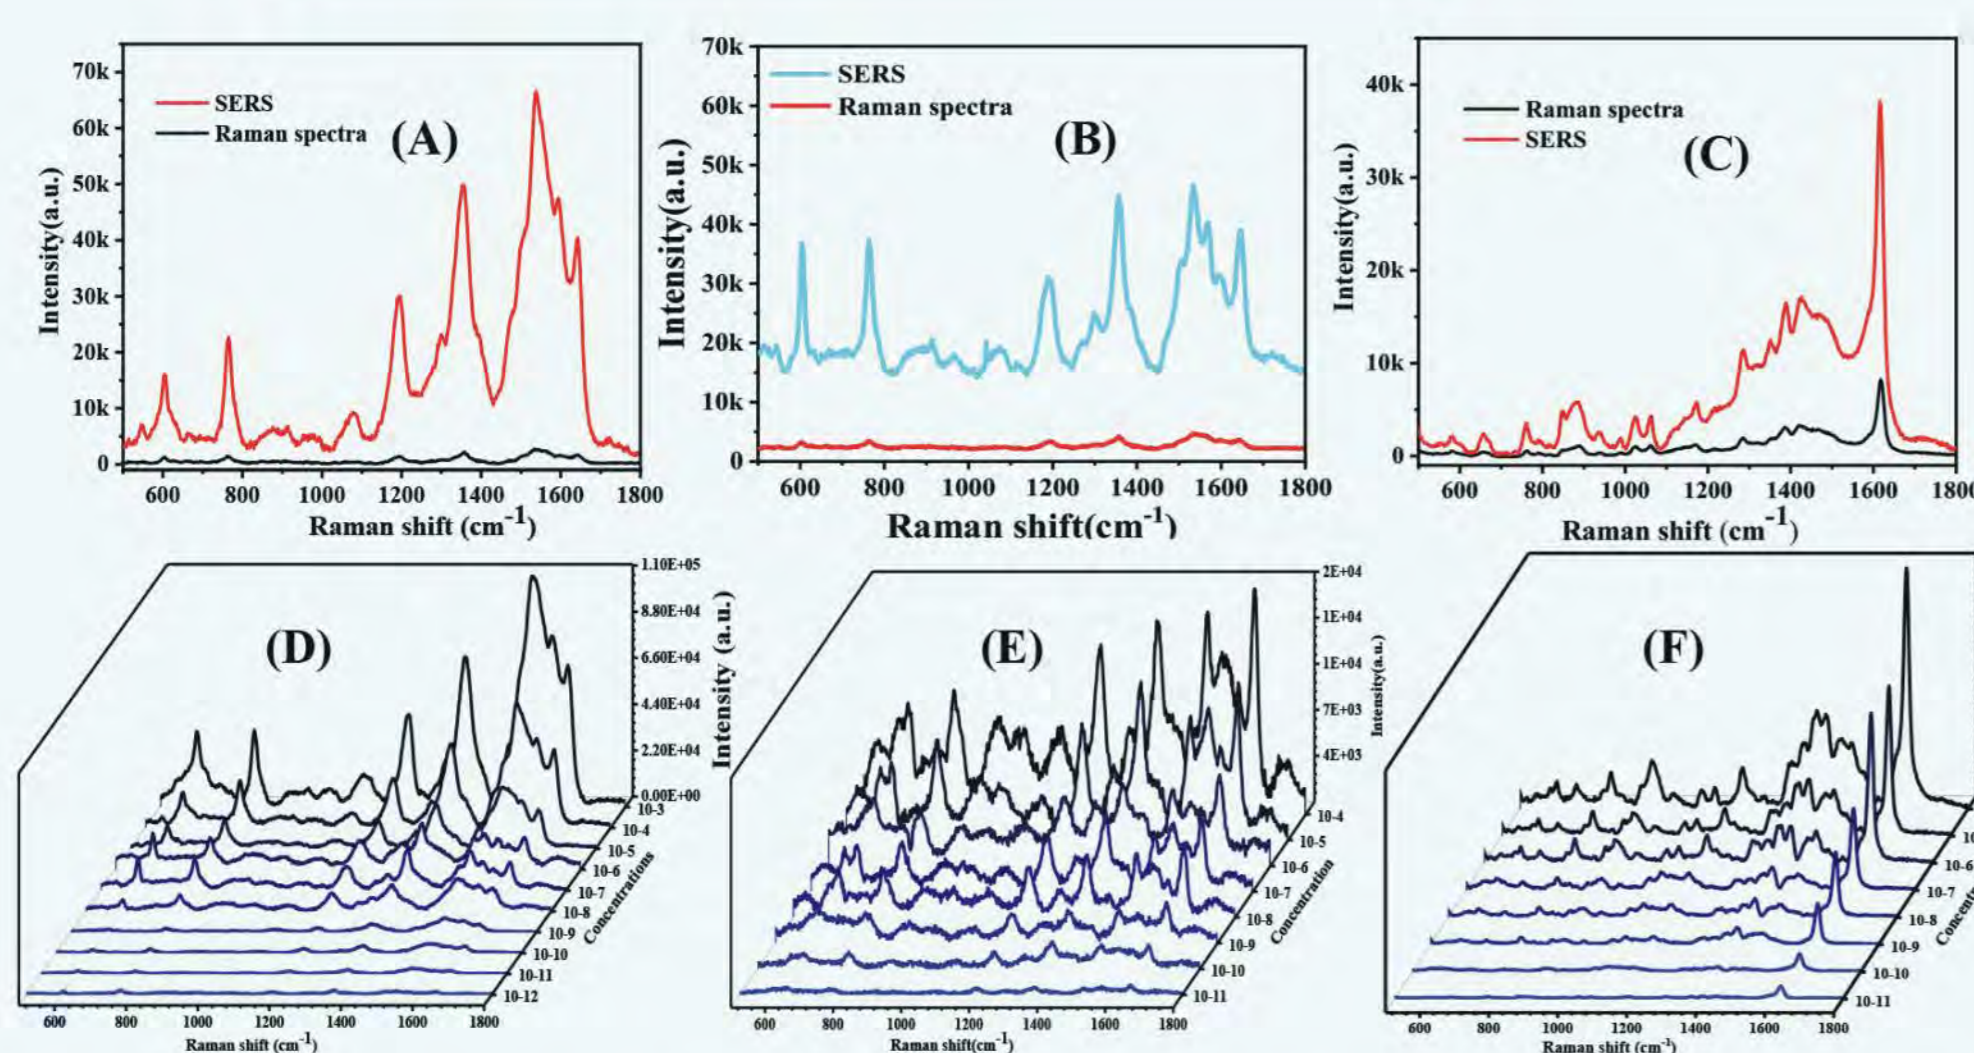 70k
60k
50k
40k
30k
20k
10k
0
Intensity(a.u.)
SERS
Raman spectra
(A)
600 800 1000 1200 1400 1600 1800
Raman shift (cm-1)
70k
60k
50k
40k
30k
20k
10k
0
Intensity(a.u.)
SERS
Raman spectra
(B)
600 800 1000 1200 1400 1600 1800
Raman shift(cm-1)
40k
30k
20k
10k
0
Intensity(a.u.)
Raman spectra
SERS
(C)
600 800 1000 1200 1400 1600 1800
Raman shift (cm-1)
(D)
1.10E+05
8.80E+04
6.60E+04
4.40E+04
2.20E+04
0.00E+00
Intensity (a.u.)
10-3
10-4
10-5
10-6
10-7
10-8
10-9
10-10
10-11
10-12
Concentrations
600 800 1000 1200 1400 1600 1800
Raman shift (cm-1)
(E)
2E+04
1E+04
1E+04
7E+03
4E+03
Intensity(a.u.)
10-4
10-5
10-6
10-7
10-8
10-9
10-10
10-11
Concentration
600 800 1000 1200 1400 1600 1800
Raman shift(cm-1)
(F)
10-6
10-7
10-8
10-9
10-10
10-11
600 800 1000 1200 1400 1600 1800
Raman shift (cm-1)